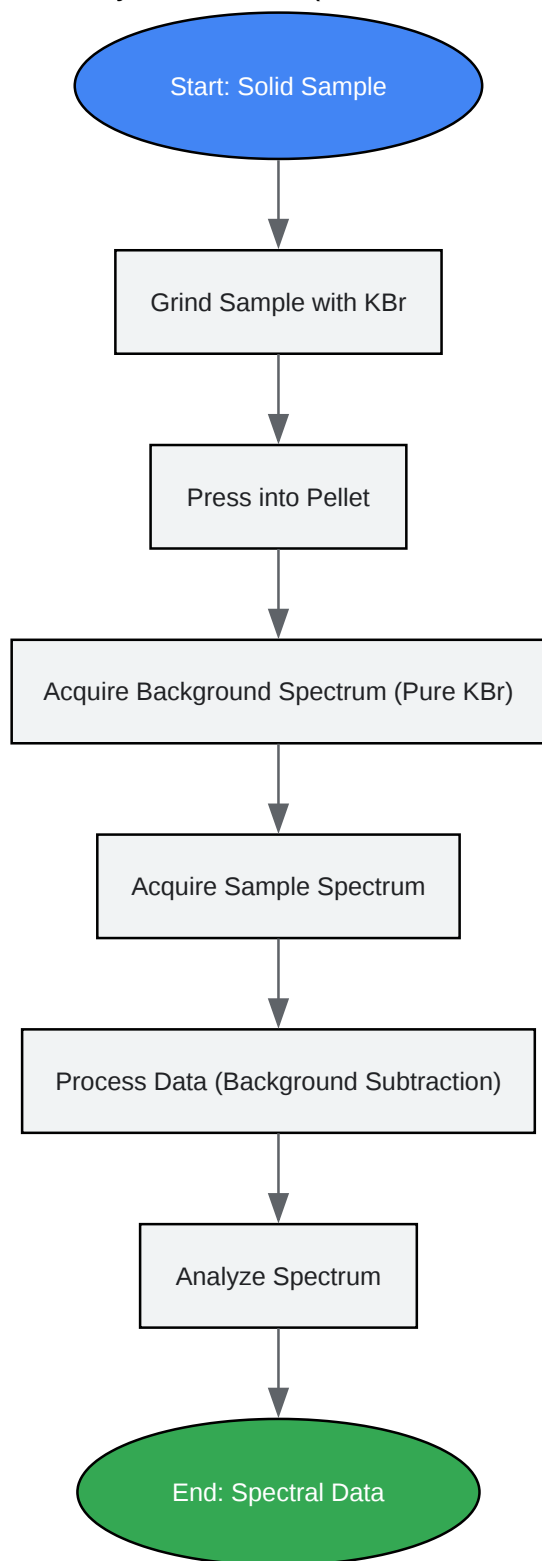 Start: Solid Sample
Grind Sample with KBr
Press into Pellet
Acquire Background Spectrum (Pure KBr)
Acquire Sample Spectrum
Process Data (Background Subtraction)
Analyze Spectrum
End: Spectral Data